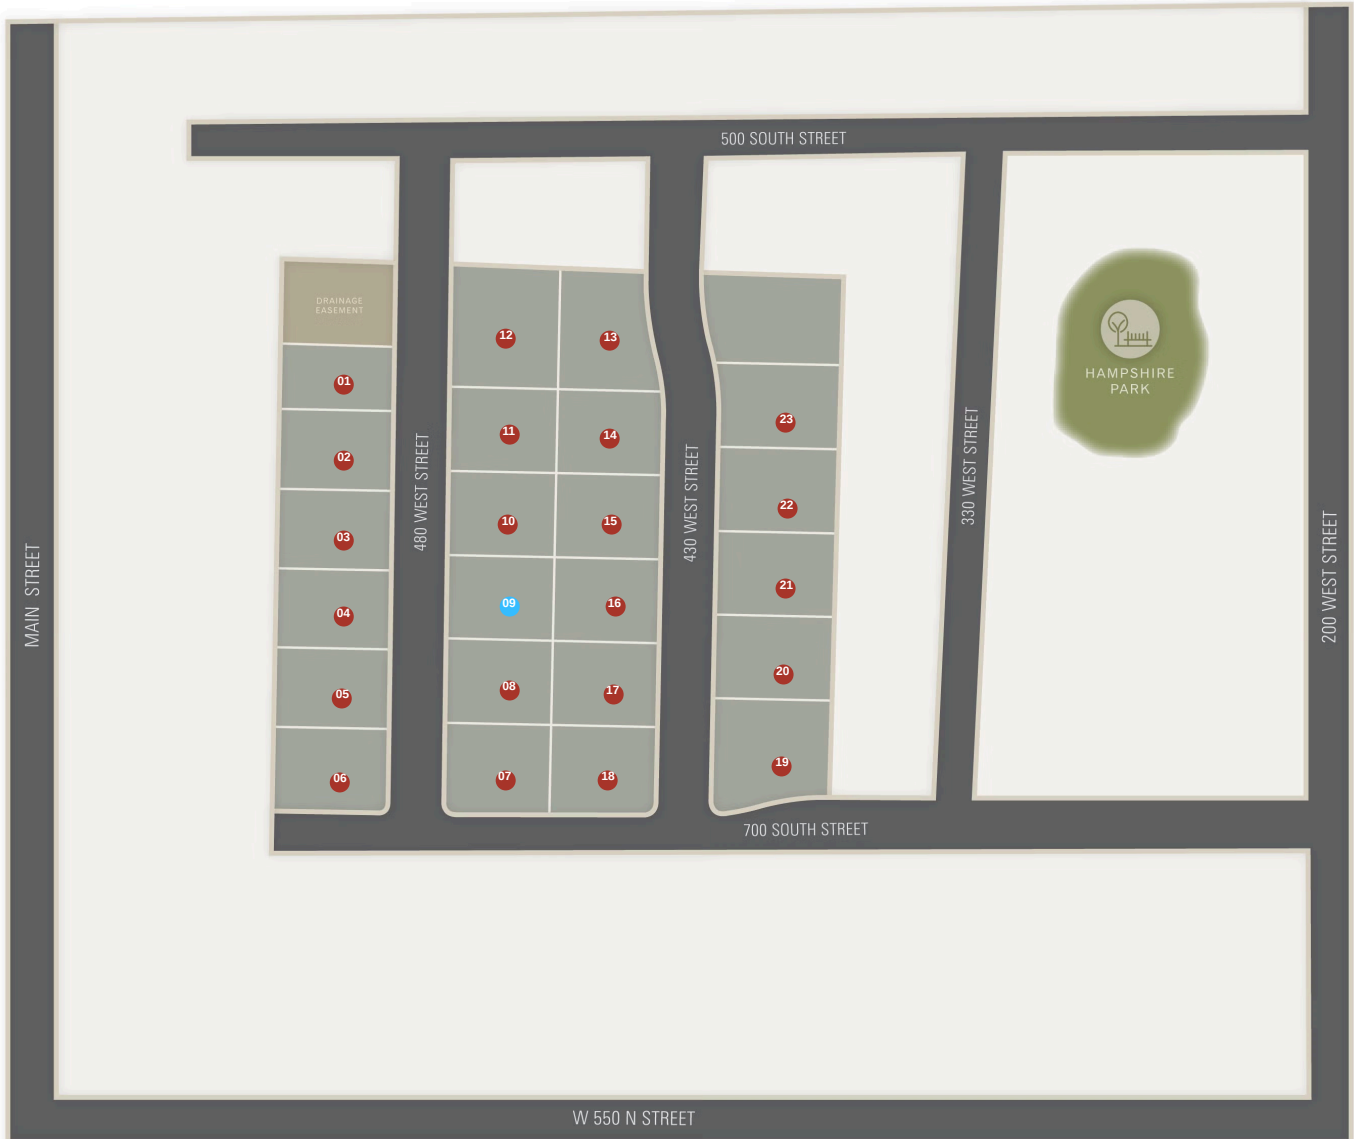 500 SOUTH STREET
DRAINAGE
EASEMENT
12
13
HAMPSHIRE
PARK
01
11
14
23
02
480 WEST STREET
430 WEST STREET
330 WEST STREET
10
15
22
03
MAIN STREET
200 WEST STREET
09
16
21
04
08
17
20
05
07
18
19
06
700 SOUTH STREET
W 550 N STREET